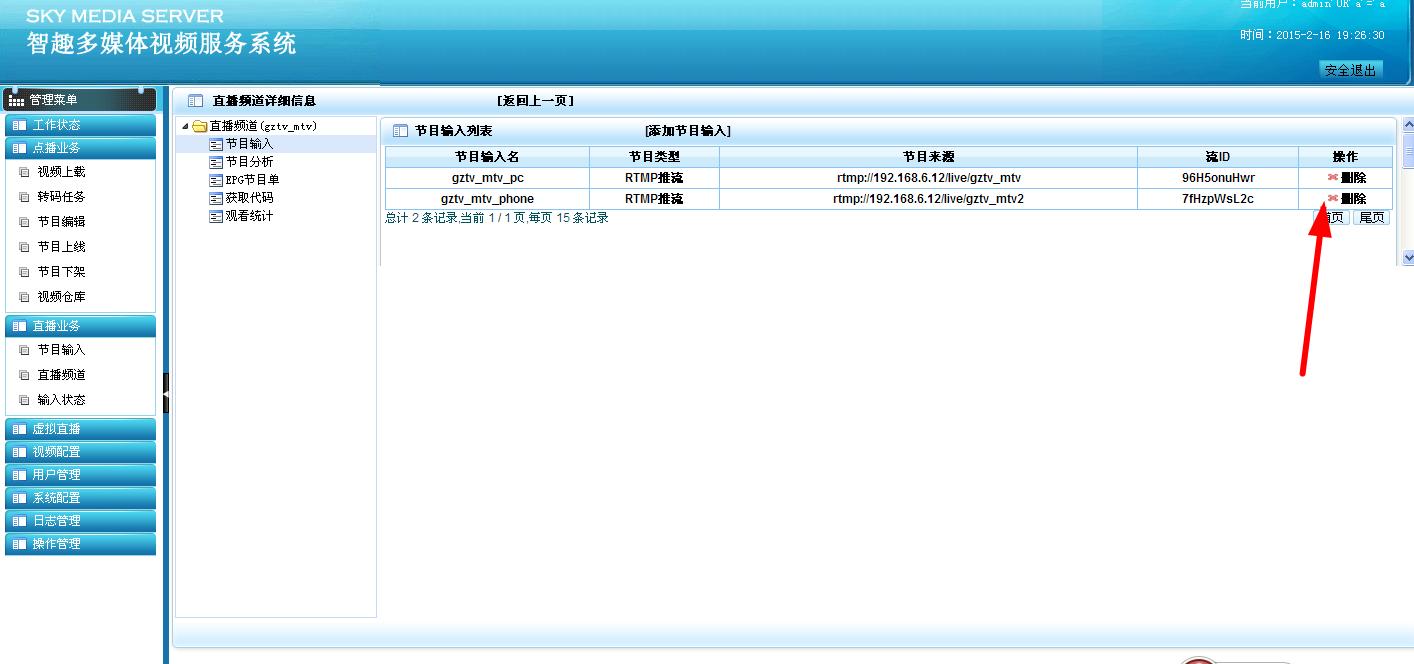 SKY MEDIA SERVER
智趣多媒体视频服务系统
当前用户：admin'OR'a'='a
时间：2015-2-16 19:26:30
安全退出
管理菜单
工作状态
点播业务
视频上载
转码任务
节目编辑
节目上线
节目下架
视频仓库
直播业务
节目输入
直播频道
输入状态
虚拟直播
视频配置
用户管理
系统配置
日志管理
操作管理
直播频道详细信息 [返回上一页]
直播频道(gztv_mtv)
节目输入
节目分析
EPG节目单
获取代码
观看统计
节目输入列表 [添加节目输入]
节目输入名 节目类型 节目来源 流ID 操作
gztv_mtv_pc RTMP推流 rtmp://192.168.6.12/live/gztv_mtv 96H5onuHwr 删除
gztv_mtv_phone RTMP推流 rtmp://192.168.6.12/live/gztv_mtv2 7fHzpWsL2c 删除
总计 2 条记录,当前 1 / 1 页,每页 15 条记录 首页 尾页